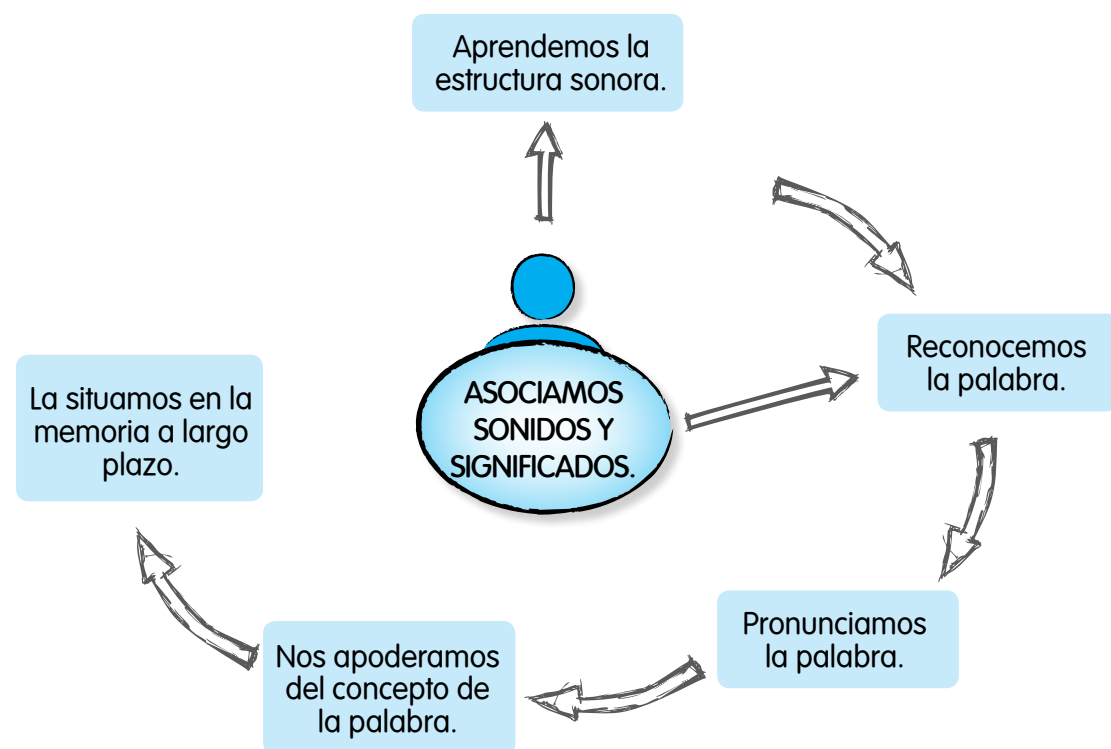 Aprendemos la
estructura sonora.
Reconocemos
la palabra.
ASOCIAMOS
SONIDOS Y
SIGNIFICADOS.
La situamos en la
memoria a largo
plazo.
Pronunciamos
la palabra.
Nos apoderamos
del concepto de
la palabra.